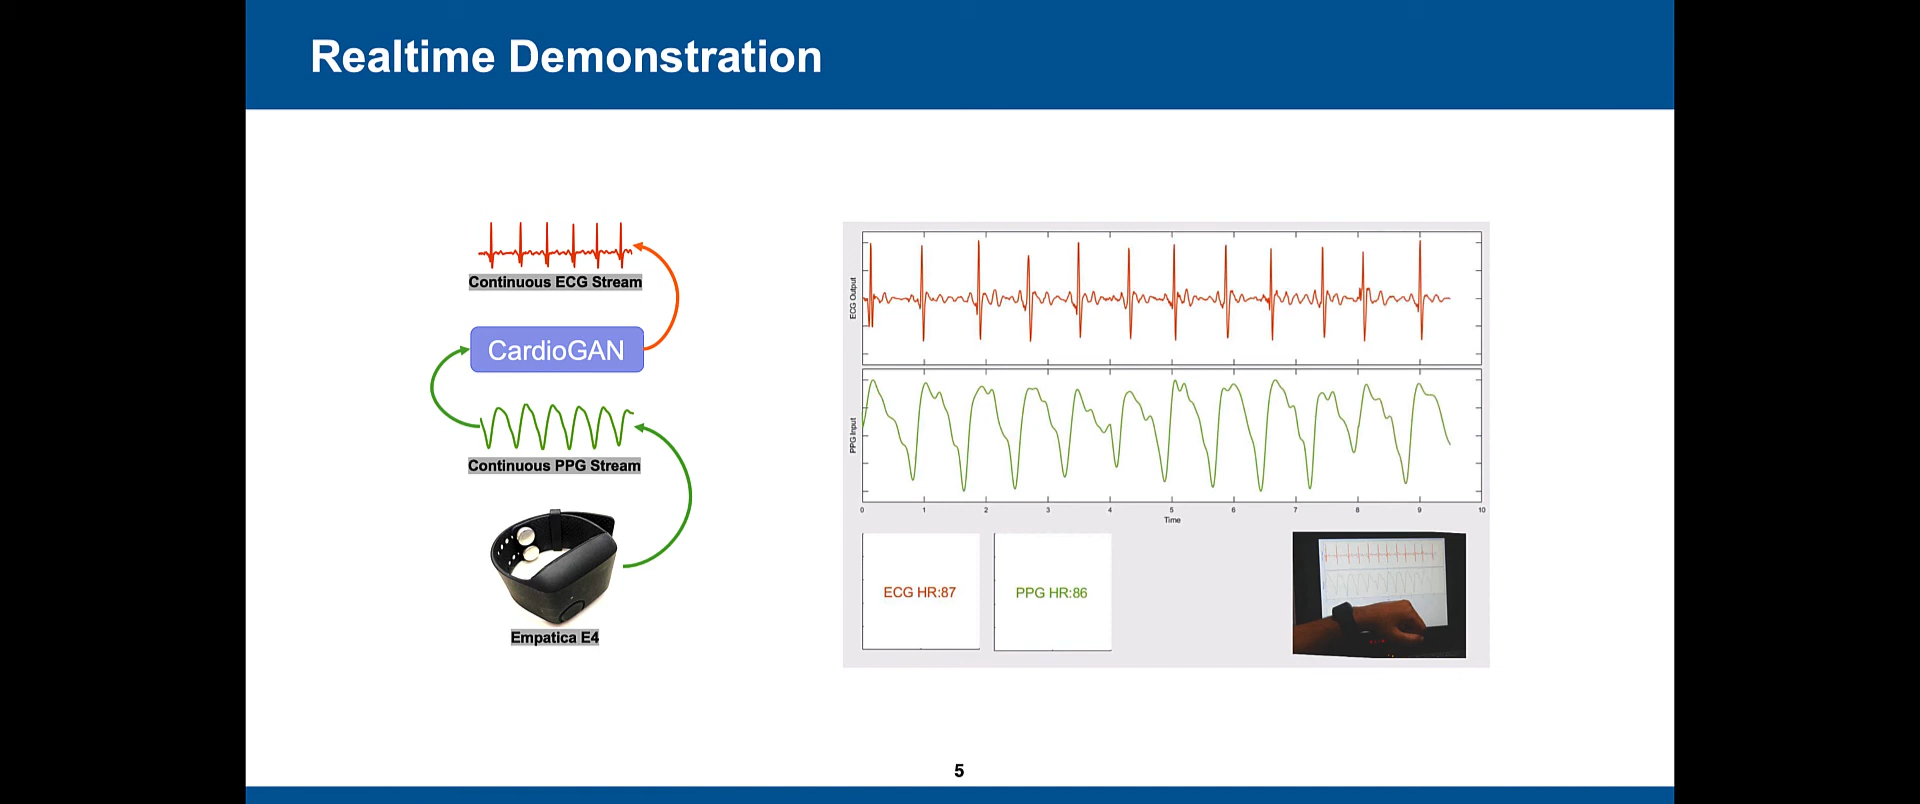 Realtime Demonstration
Continuous ECG Stream
CardioGAN
Continuous PPG Stream
Empatica E4
ECG Output
PPG Input
0 1 2 3 4 5 6 7 8 9 10
Time
ECG HR:87
PPG HR:86
5